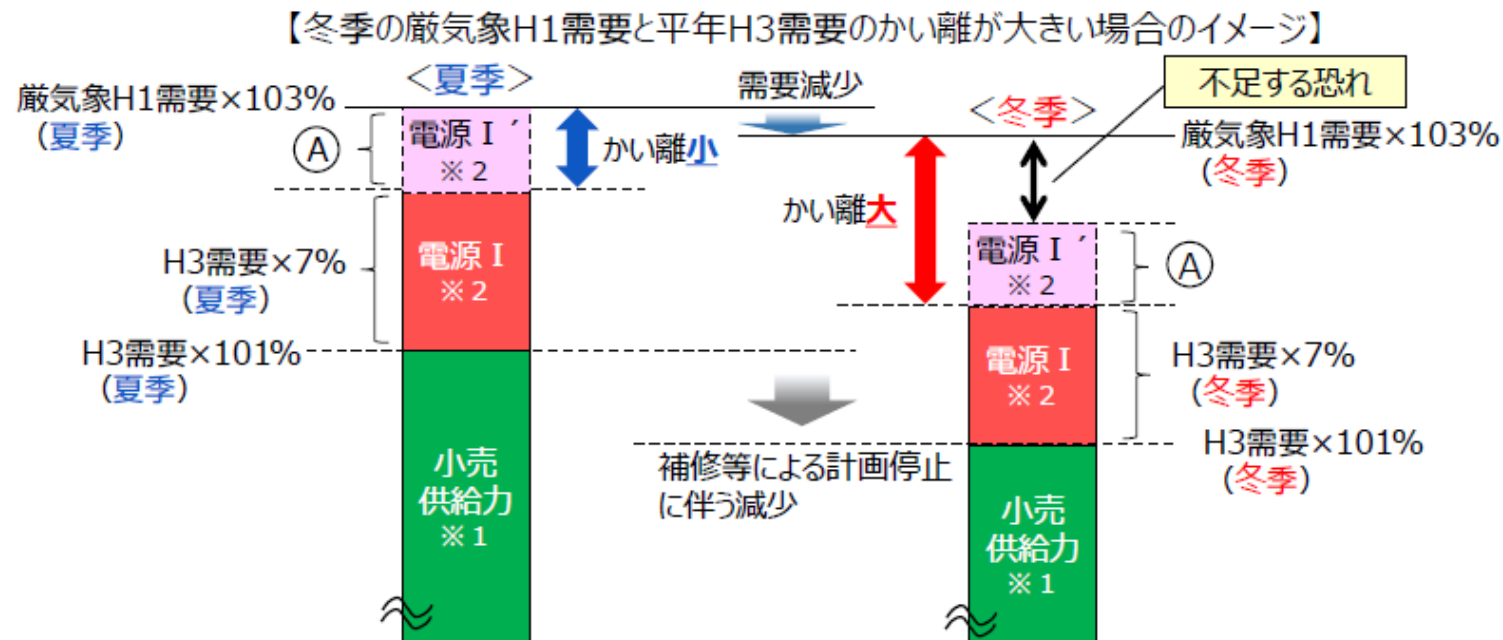 【冬季の厳気象H1需要と平年H3需要のかい離が大きい場合のイメージ】
<夏季>
厳気象H1需要×103%
（夏季）
Ⓐ
電源Ⅰ´
※2
かい離小
需要減少
<冬季>
不足する恐れ
厳気象H1需要×103%
（冬季）
かい離大
H3需要×7%
（夏季）
電源Ⅰ
※2
H3需要×101%
（夏季）
小売
供給力
※1
補修等による計画停止
に伴う減少
電源Ⅰ´
※2
Ⓐ
電源Ⅰ
※2
H3需要×7%
（冬季）
H3需要×101%
（冬季）
小売
供給力
※1